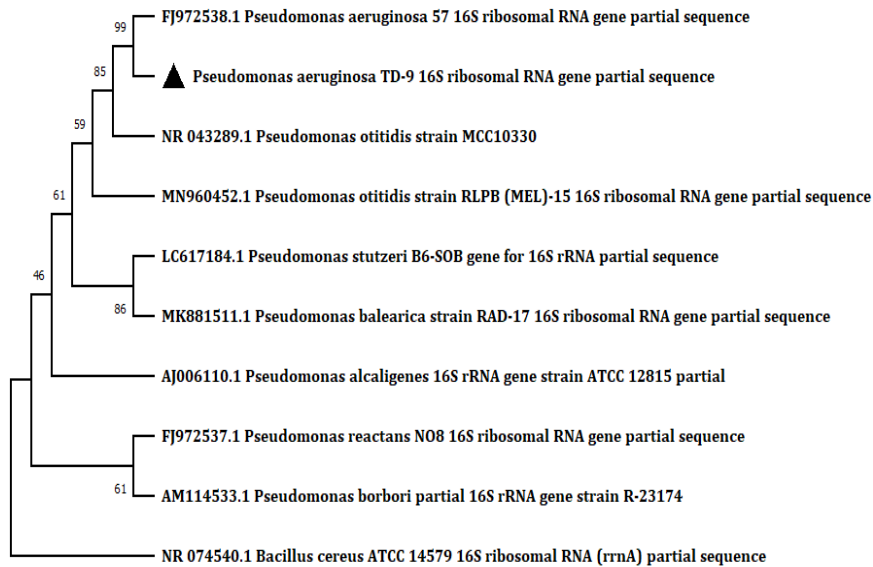 FJ972538.1 Pseudomonas aeruginosa 57 16S ribosomal RNA gene partial sequence
99
Pseudomonas aeruginosa TD-9 16S ribosomal RNA gene partial sequence
85
NR 043289.1 Pseudomonas otitidis strain MCC10330
59
MN960452.1 Pseudomonas otitidis strain RLPB (MEL)-15 16S ribosomal RNA gene partial sequence
61
LC617184.1 Pseudomonas stutzeri B6-SOB gene for 16S rRNA partial sequence
46
86
MK881511.1 Pseudomonas balearica strain RAD-17 16S ribosomal RNA gene partial sequence
AJ006110.1 Pseudomonas alcaligenes 16S rRNA gene strain ATCC 12815 partial
FJ972537.1 Pseudomonas reactans NO8 16S ribosomal RNA gene partial sequence
61
AM114533.1 Pseudomonas borbori partial 16S rRNA gene strain R-23174
NR 074540.1 Bacillus cereus ATCC 14579 16S ribosomal RNA (rrnA) partial sequence